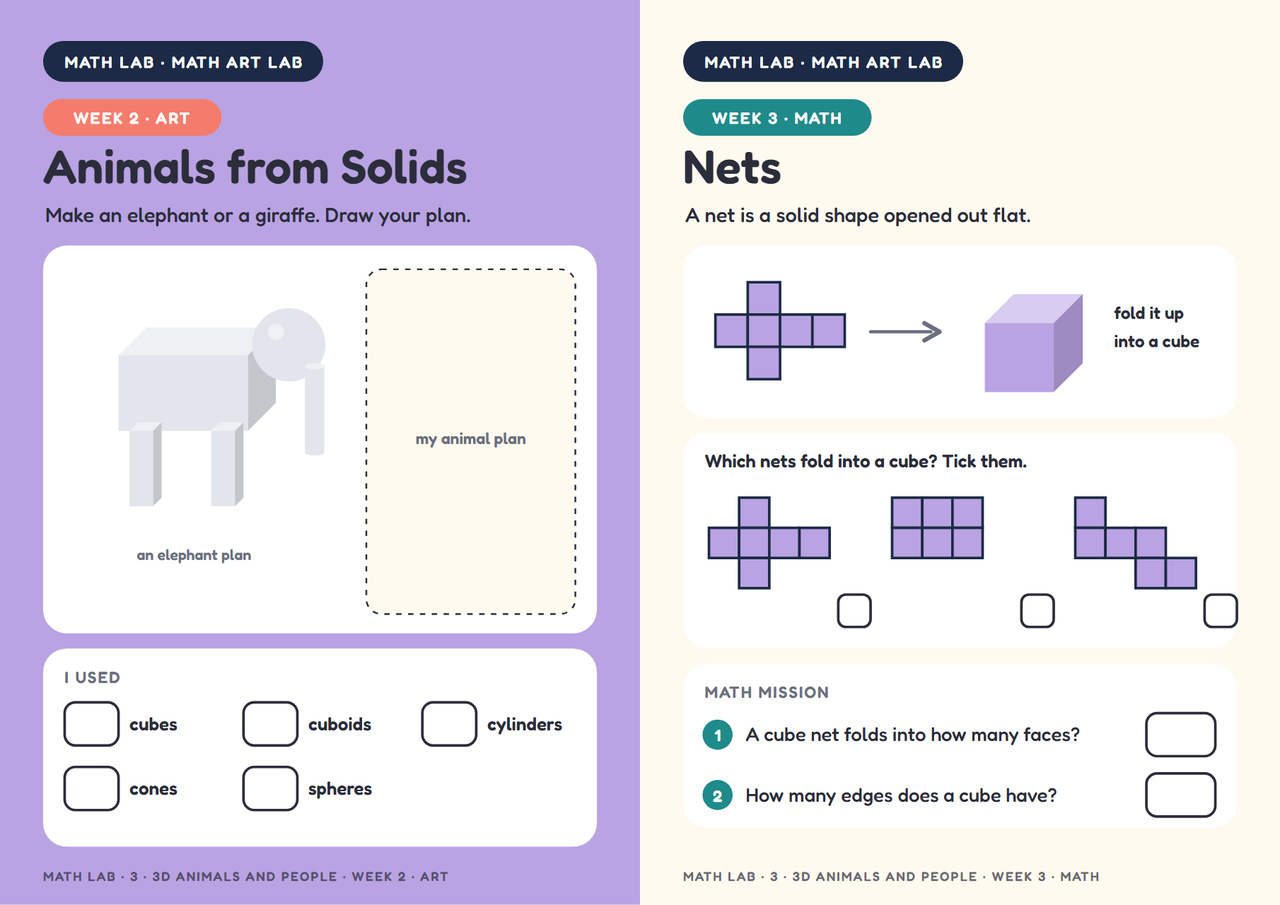 MATH LAB · MATH ART LAB
WEEK 2 · ART
Animals from Solids
Make an elephant or a giraffe. Draw your plan.
my animal plan
an elephant plan
I USED
cubes
cuboids
cylinders
cones
spheres
MATH LAB · 3 · 3D ANIMALS AND PEOPLE · WEEK 2 · ART
MATH LAB · MATH ART LAB
WEEK 3 · MATH
Nets
A net is a solid shape opened out flat.
fold it up
into a cube
Which nets fold into a cube? Tick them.
MATH MISSION
1 A cube net folds into how many faces?
2 How many edges does a cube have?
MATH LAB · 3 · 3D ANIMALS AND PEOPLE · WEEK 3 · MATH